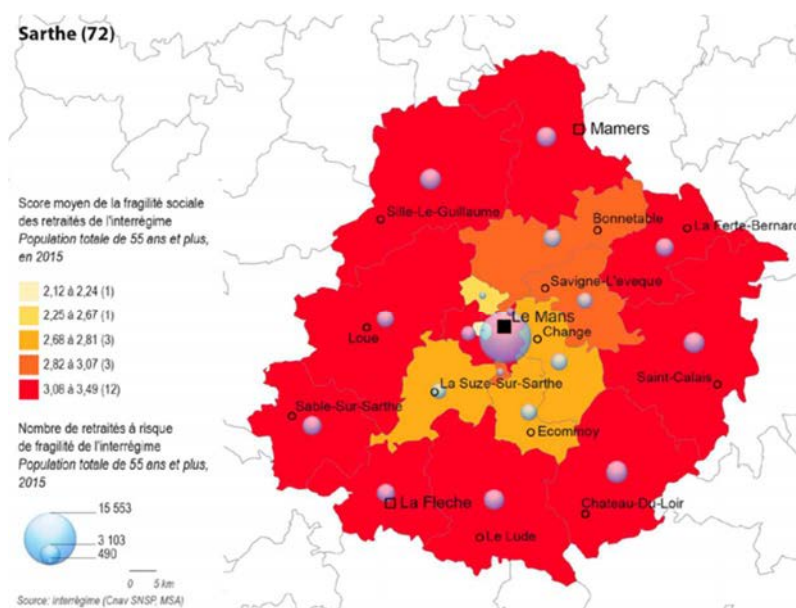 Sarthe (72)
Score moyen de la fragilité sociale
des retraités de l'interrégime
Population totale de 55 ans et plus,
en 2015
2,12 à 2,24 (1)
2,25 à 2,67 (1)
2,68 à 2,81 (3)
2,82 à 3,07 (3)
3,08 à 3,49 (12)
Nombre de retraités à risque
de fragilité de l'interrégime
Population totale de 55 ans et plus,
2015
15 553
3 103
490
0 5 km
Source: interrégime (Cnav SNSP, MSA)
Mamers
Sille-Le-Guillaume
Bonnetable
La Ferte-Bernard
Savigne-L'eveque
Le Mans
Loue
Change
La Suze-Sur-Sarthe
Saint-Calais
Sable-Sur-Sarthe
Ecommoy
La Fleche
Chateau-Du-Loir
Le Lude